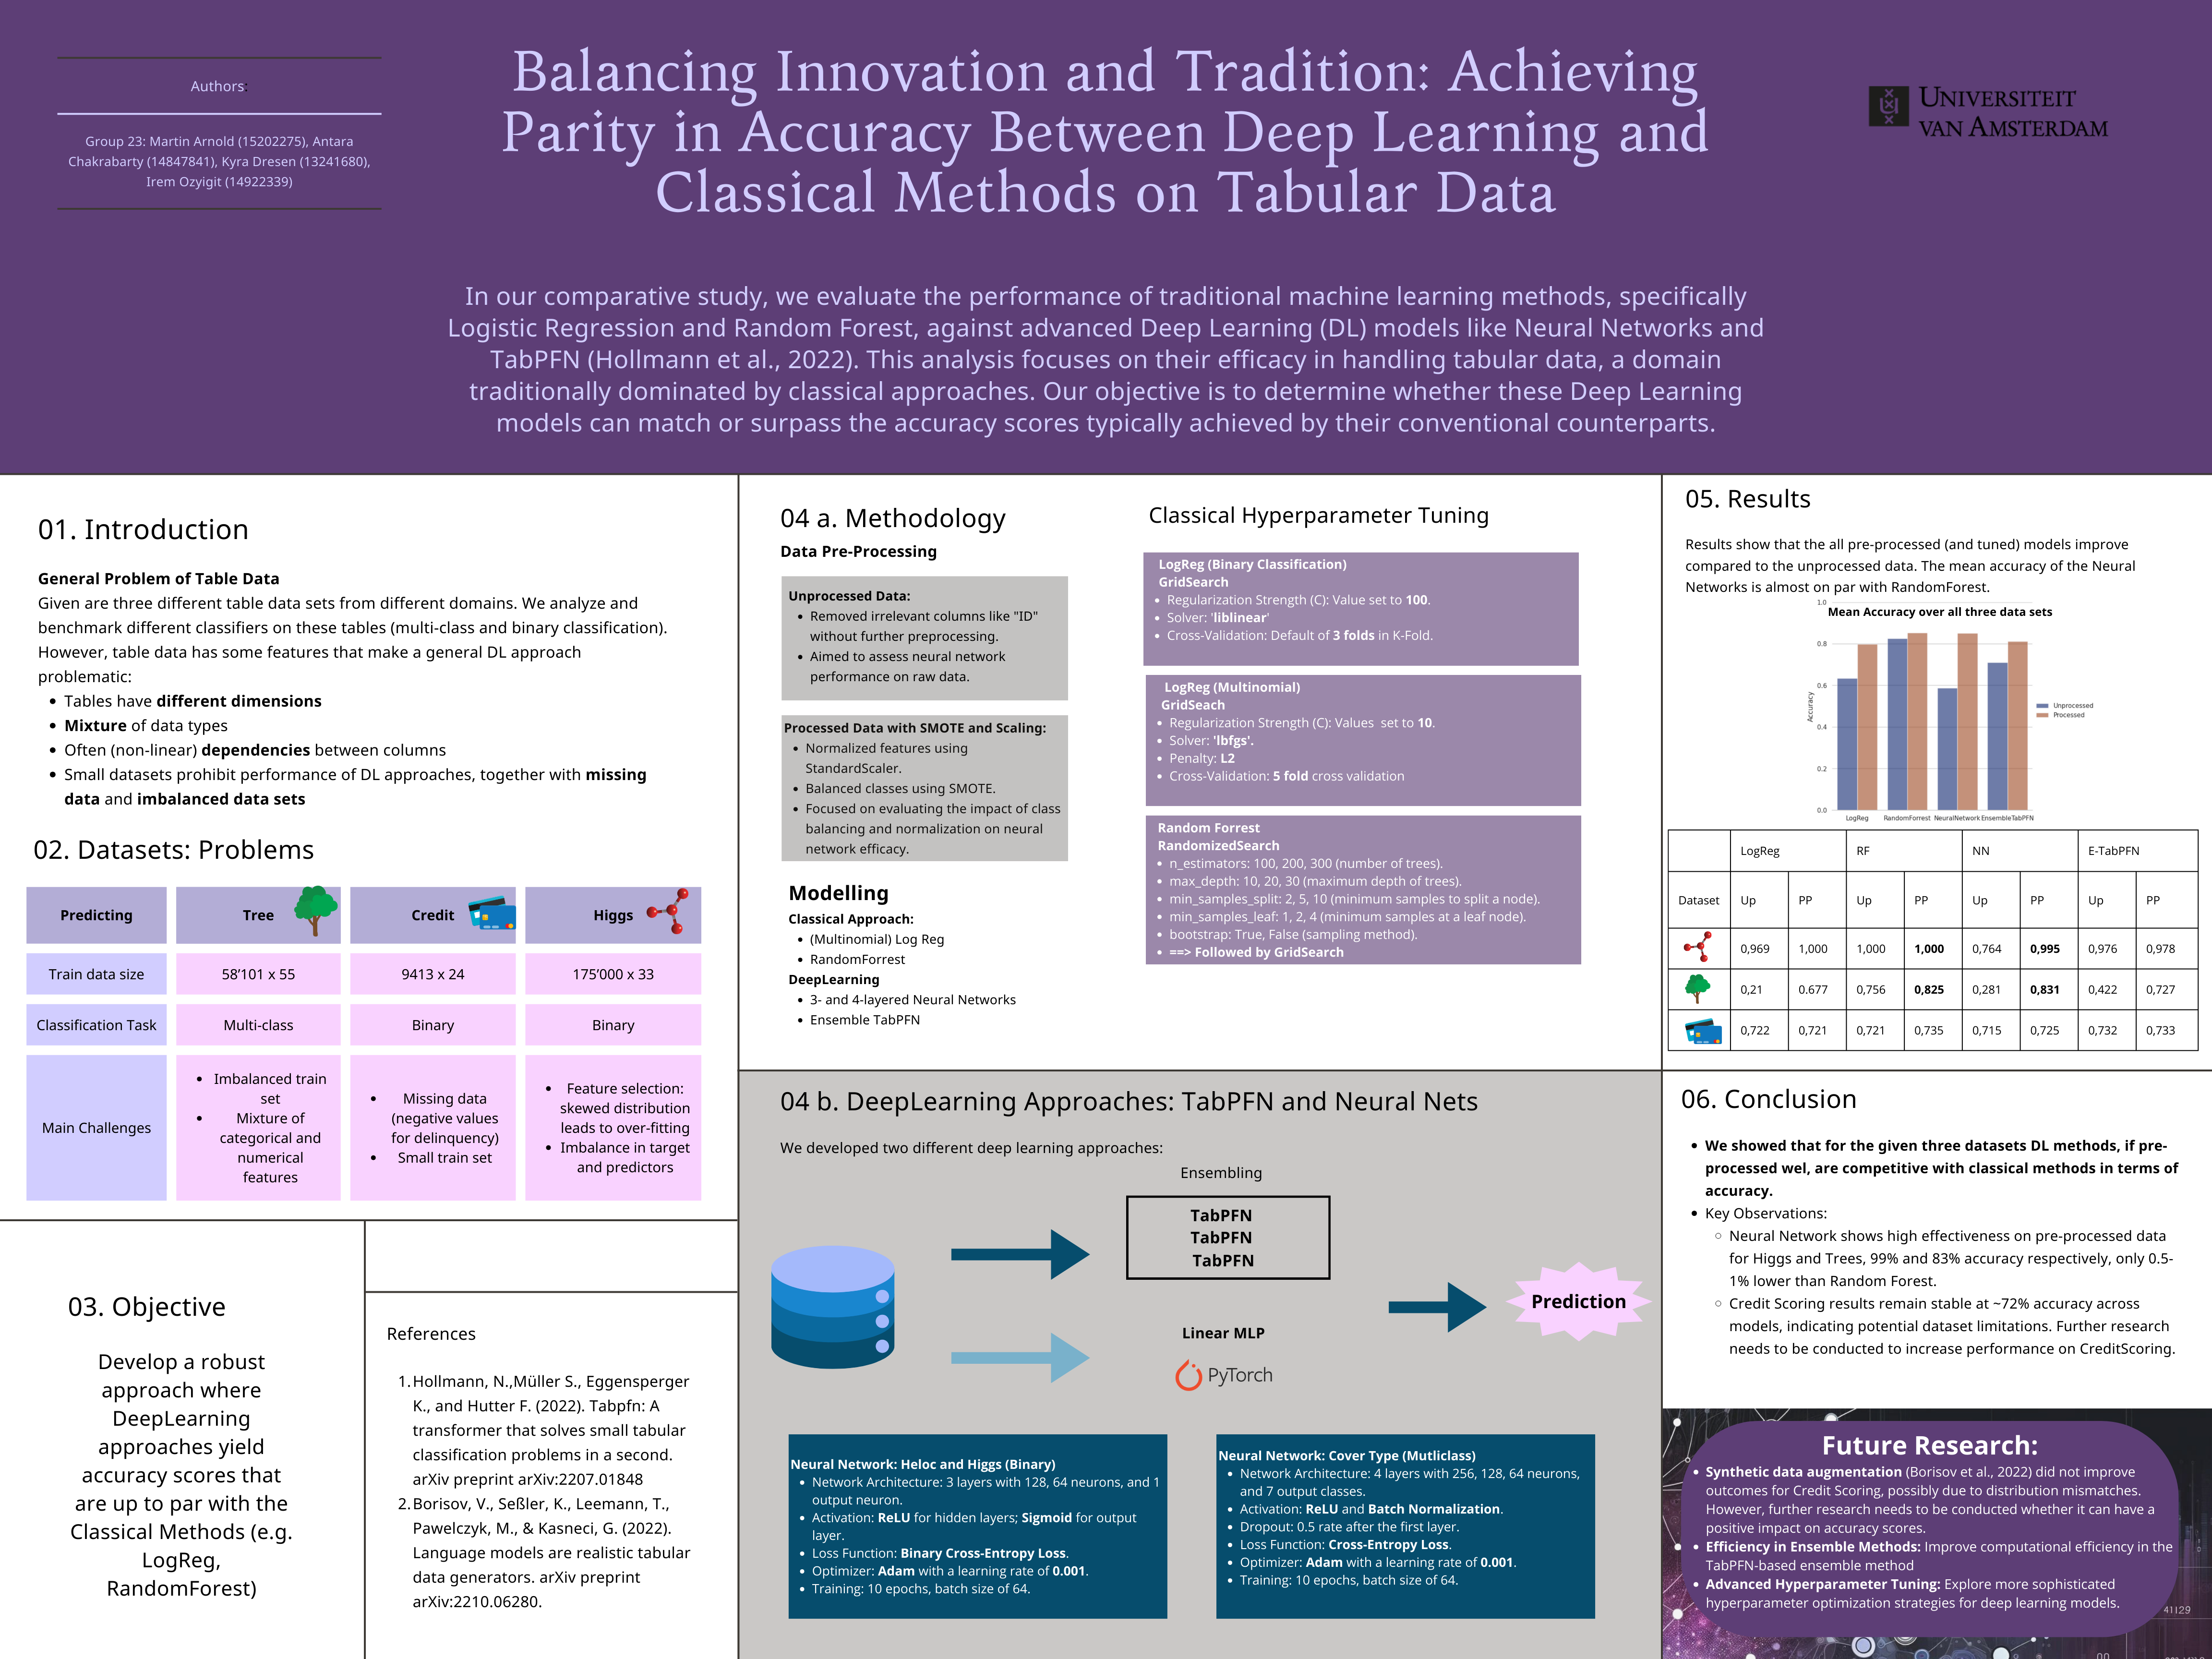 Authors:
Group 23: Martin Arnold (15202275), Antara
Chakrabarty (14847841), Kyra Dresen (13241680),
Irem Ozyigit (14922339)
Balancing Innovation and Tradition: Achieving
Parity in Accuracy Between Deep Learning and
Classical Methods on Tabular Data
UNIVERSITEIT
VAN AMSTERDAM
In our comparative study, we evaluate the performance of traditional machine learning methods, specifically
Logistic Regression and Random Forest, against advanced Deep Learning (DL) models like Neural Networks and
TabPFN (Hollmann et al., 2022). This analysis focuses on their efficacy in handling tabular data, a domain
traditionally dominated by classical approaches. Our objective is to determine whether these Deep Learning
models can match or surpass the accuracy scores typically achieved by their conventional counterparts.
01. Introduction
General Problem of Table Data
Given are three different table data sets from different domains. We analyze and
benchmark different classifiers on these tables (multi-class and binary classification).
However, table data has some features that make a general DL approach
problematic:
• Tables have different dimensions
• Mixture of data types
• Often (non-linear) dependencies between columns
• Small datasets prohibit performance of DL approaches, together with missing
data and imbalanced data sets
02. Datasets: Problems
Predicting Tree Credit Higgs
Train data size 58’101 x 55 9413 x 24 175’000 x 33
Classification Task Multi-class Binary Binary
Main Challenges
• Imbalanced train
set
• Mixture of
categorical and
numerical
features
• Missing data
(negative values
for delinquency)
• Small train set
• Feature selection:
skewed distribution
leads to over-fitting
• Imbalance in target
and predictors
03. Objective
Develop a robust
approach where
DeepLearning
approaches yield
accuracy scores that
are up to par with the
Classical Methods (e.g.
LogReg,
RandomForest)
References
1. Hollmann, N.,Müller S., Eggensperger
K., and Hutter F. (2022). Tabpfn: A
transformer that solves small tabular
classification problems in a second.
arXiv preprint arXiv:2207.01848
2. Borisov, V., Seßler, K., Leemann, T.,
Pawelczyk, M., & Kasneci, G. (2022).
Language models are realistic tabular
data generators. arXiv preprint
arXiv:2210.06280.
04 a. Methodology
Data Pre-Processing
Unprocessed Data:
• Removed irrelevant columns like "ID"
without further preprocessing.
• Aimed to assess neural network
performance on raw data.
Processed Data with SMOTE and Scaling:
• Normalized features using
StandardScaler.
• Balanced classes using SMOTE.
• Focused on evaluating the impact of class
balancing and normalization on neural
network efficacy.
Modelling
Classical Approach:
• (Multinomial) Log Reg
• RandomForrest
DeepLearning
• 3- and 4-layered Neural Networks
• Ensemble TabPFN
Classical Hyperparameter Tuning
LogReg (Binary Classification)
GridSearch
• Regularization Strength (C): Value set to 100.
• Solver: 'liblinear'
• Cross-Validation: Default of 3 folds in K-Fold.
LogReg (Multinomial)
GridSeach
• Regularization Strength (C): Values set to 10.
• Solver: 'lbfgs'.
• Penalty: L2
• Cross-Validation: 5 fold cross validation
Random Forrest
RandomizedSearch
• n_estimators: 100, 200, 300 (number of trees).
• max_depth: 10, 20, 30 (maximum depth of trees).
• min_samples_split: 2, 5, 10 (minimum samples to split a node).
• min_samples_leaf: 1, 2, 4 (minimum samples at a leaf node).
• bootstrap: True, False (sampling method).
• ==> Followed by GridSearch
04 b. DeepLearning Approaches: TabPFN and Neural Nets
We developed two different deep learning approaches:
Ensembling
TabPFN
TabPFN
TabPFN
Prediction
Linear MLP
PyTorch
Neural Network: Heloc and Higgs (Binary)
• Network Architecture: 3 layers with 128, 64 neurons, and 1
output neuron.
• Activation: ReLU for hidden layers; Sigmoid for output
layer.
• Loss Function: Binary Cross-Entropy Loss.
• Optimizer: Adam with a learning rate of 0.001.
• Training: 10 epochs, batch size of 64.
Neural Network: Cover Type (Mutliclass)
• Network Architecture: 4 layers with 256, 128, 64 neurons,
and 7 output classes.
• Activation: ReLU and Batch Normalization.
• Dropout: 0.5 rate after the first layer.
• Loss Function: Cross-Entropy Loss.
• Optimizer: Adam with a learning rate of 0.001.
• Training: 10 epochs, batch size of 64.
05. Results
Results show that the all pre-processed (and tuned) models improve
compared to the unprocessed data. The mean accuracy of the Neural
Networks is almost on par with RandomForest.
Mean Accuracy over all three data sets
1.0
0.8
0.6
0.4
0.2
0.0
Accuracy
LogReg RandomForrest NeuralNetwork EnsembleTabPFN
Unprocessed
Processed
LogReg RF NN E-TabPFN
Dataset Up PP Up PP Up PP Up PP
0,969 1,000 1,000 1,000 0,764 0,995 0,976 0,978
0,21 0.677 0,756 0,825 0,281 0,831 0,422 0,727
0,722 0,721 0,721 0,735 0,715 0,725 0,732 0,733
06. Conclusion
• We showed that for the given three datasets DL methods, if pre-
processed wel, are competitive with classical methods in terms of
accuracy.
• Key Observations:
○ Neural Network shows high effectiveness on pre-processed data
for Higgs and Trees, 99% and 83% accuracy respectively, only 0.5-
1% lower than Random Forest.
○ Credit Scoring results remain stable at ~72% accuracy across
models, indicating potential dataset limitations. Further research
needs to be conducted to increase performance on CreditScoring.
Future Research:
• Synthetic data augmentation (Borisov et al., 2022) did not improve
outcomes for Credit Scoring, possibly due to distribution mismatches.
However, further research needs to be conducted whether it can have a
positive impact on accuracy scores.
• Efficiency in Ensemble Methods: Improve computational efficiency in the
TabPFN-based ensemble method
• Advanced Hyperparameter Tuning: Explore more sophisticated
hyperparameter optimization strategies for deep learning models.
41129
00